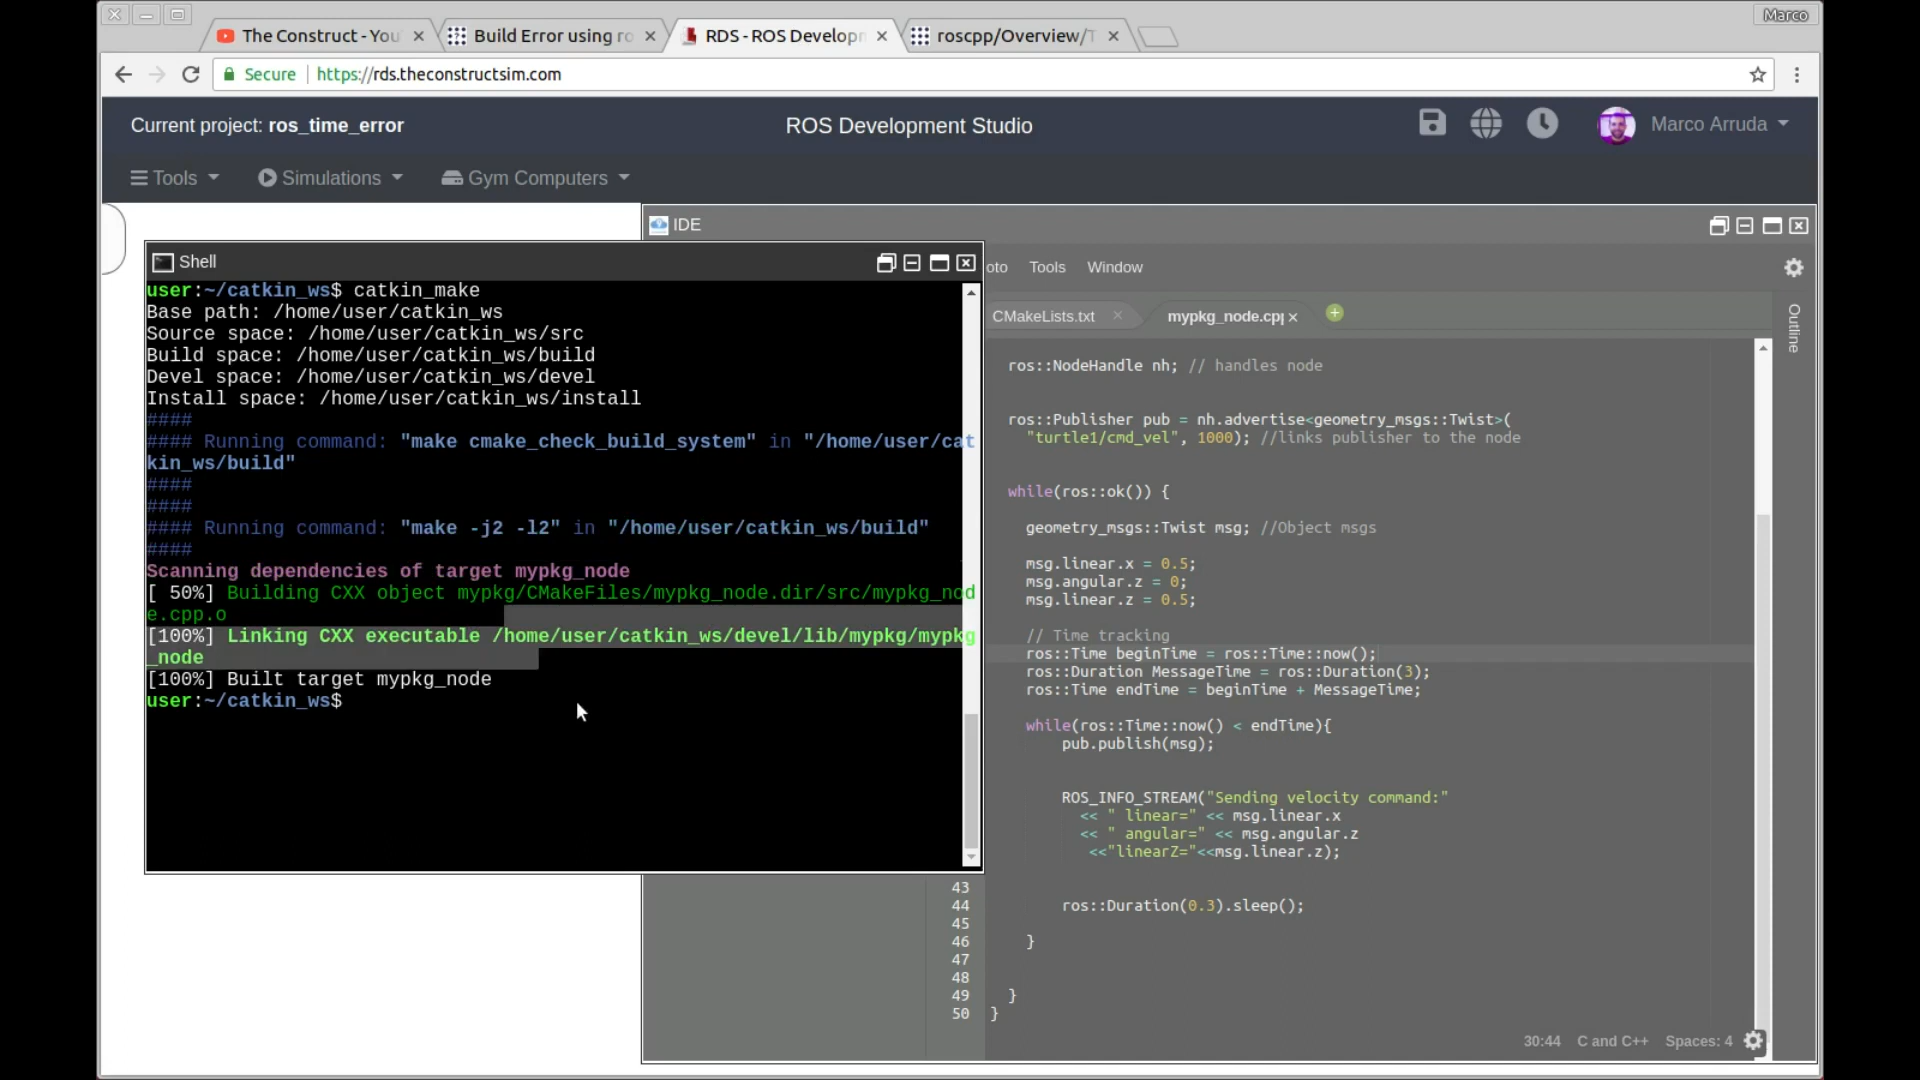 Marco
The Construct - You
Build Error using ro
RDS - ROS Developm
roscpp/Overview/T
Secure
https://rds.theconstructsim.com
Current project: ros_time_error
ROS Development Studio
Marco Arruda
Tools
Simulations
Gym Computers
IDE
Shell
oto Tools Window
CMakeLists.txt
mypkg_node.cpp
Outline
user:~/catkin_ws$ catkin_make
Base path: /home/user/catkin_ws
Source space: /home/user/catkin_ws/src
Build space: /home/user/catkin_ws/build
Devel space: /home/user/catkin_ws/devel
Install space: /home/user/catkin_ws/install
####
#### Running command: "make cmake_check_build_system" in "/home/user/cat
kin_ws/build"
####
####
#### Running command: "make -j2 -l2" in "/home/user/catkin_ws/build"
####
Scanning dependencies of target mypkg_node
[ 50%] Building CXX object mypkg/CMakeFiles/mypkg_node.dir/src/mypkg_nod
e.cpp.o
[100%] Linking CXX executable /home/user/catkin_ws/devel/lib/mypkg/mypkg
_node
[100%] Built target mypkg_node
user:~/catkin_ws$
ros::NodeHandle nh; // handles node
ros::Publisher pub = nh.advertise<geometry_msgs::Twist>(
"turtle1/cmd_vel", 1000); //links publisher to the node
while(ros::ok()) {
geometry_msgs::Twist msg; //Object msgs
msg.linear.x = 0.5;
msg.angular.z = 0;
msg.linear.z = 0.5;
// Time tracking
ros::Time beginTime = ros::Time::now();
ros::Duration MessageTime = ros::Duration(3);
ros::Time endTime = beginTime + MessageTime;
while(ros::Time::now() < endTime){
pub.publish(msg);
ROS_INFO_STREAM("Sending velocity command:"
<< " linear=" << msg.linear.x
<< " angular=" << msg.angular.z
<<"linearZ="<<msg.linear.z);
43
44 ros::Duration(0.3).sleep();
45
46 }
47
48
49 }
50 }
30:44 C and C++ Spaces: 4